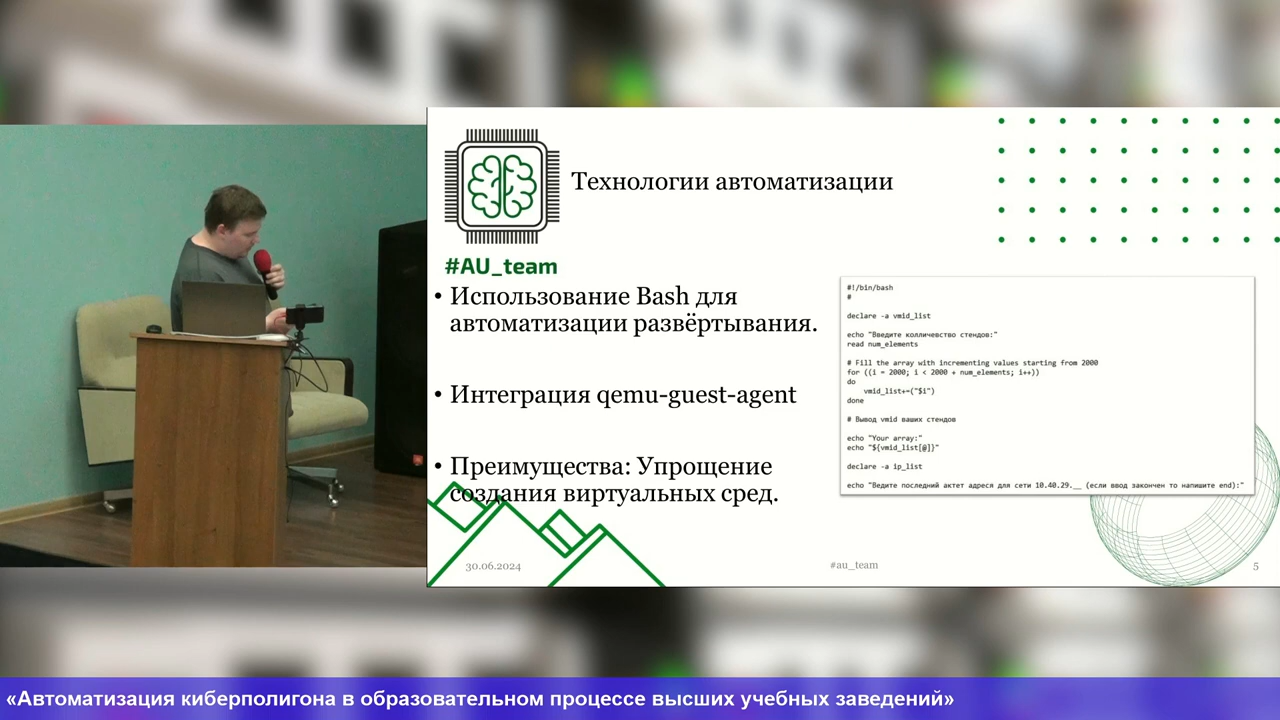 Технологии автоматизации
#AU_team
• Использование Bash для
автоматизации развёртывания.
• Интеграция qemu-guest-agent
• Преимущества: Упрощение
создания виртуальных сред.
#!/bin/bash
#
declare -a vmid_list
echo "Введите колличевство стендов:"
read num_elements
# Fill the array with incrementing values starting from 2000
for ((i = 2000; i < 2000 + num_elements; i++))
do
vmid_list+=("$i")
done
# Вывод vmid ваших стендов
echo "Your array:"
echo "${vmid_list[@]}"
declare -a ip_list
echo "Ведите последний актет адреся для сети 10.40.29.__ (если ввод закончен то напишите end):"
30.06.2024
#au_team
5
«Автоматизация киберполигона в образовательном процессе высших учебных заведений»